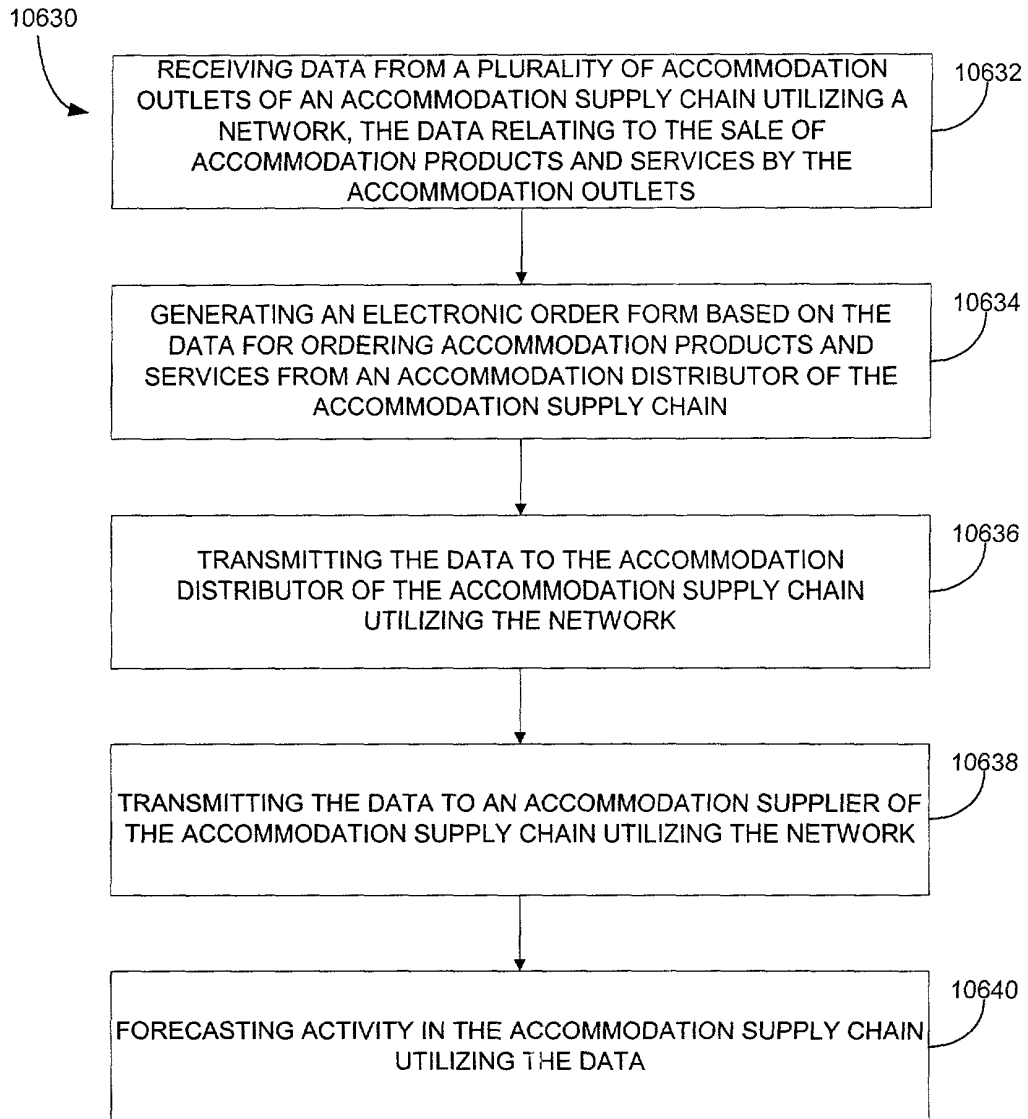 10630
RECEIVING DATA FROM A PLURALITY OF ACCOMMODATION
OUTLETS OF AN ACCOMMODATION SUPPLY CHAIN UTILIZING A
NETWORK, THE DATA RELATING TO THE SALE OF
ACCOMMODATION PRODUCTS AND SERVICES BY THE
ACCOMMODATION OUTLETS
10632
GENERATING AN ELECTRONIC ORDER FORM BASED ON THE
DATA FOR ORDERING ACCOMMODATION PRODUCTS AND
SERVICES FROM AN ACCOMMODATION DISTRIBUTOR OF THE
ACCOMMODATION SUPPLY CHAIN
10634
TRANSMITTING THE DATA TO THE ACCOMMODATION
DISTRIBUTOR OF THE ACCOMMODATION SUPPLY CHAIN
UTILIZING THE NETWORK
10636
TRANSMITTING THE DATA TO AN ACCOMMODATION SUPPLIER OF
THE ACCOMMODATION SUPPLY CHAIN UTILIZING THE NETWORK
10638
FORECASTING ACTIVITY IN THE ACCOMMODATION SUPPLY CHAIN
UTILIZING THE DATA
10640